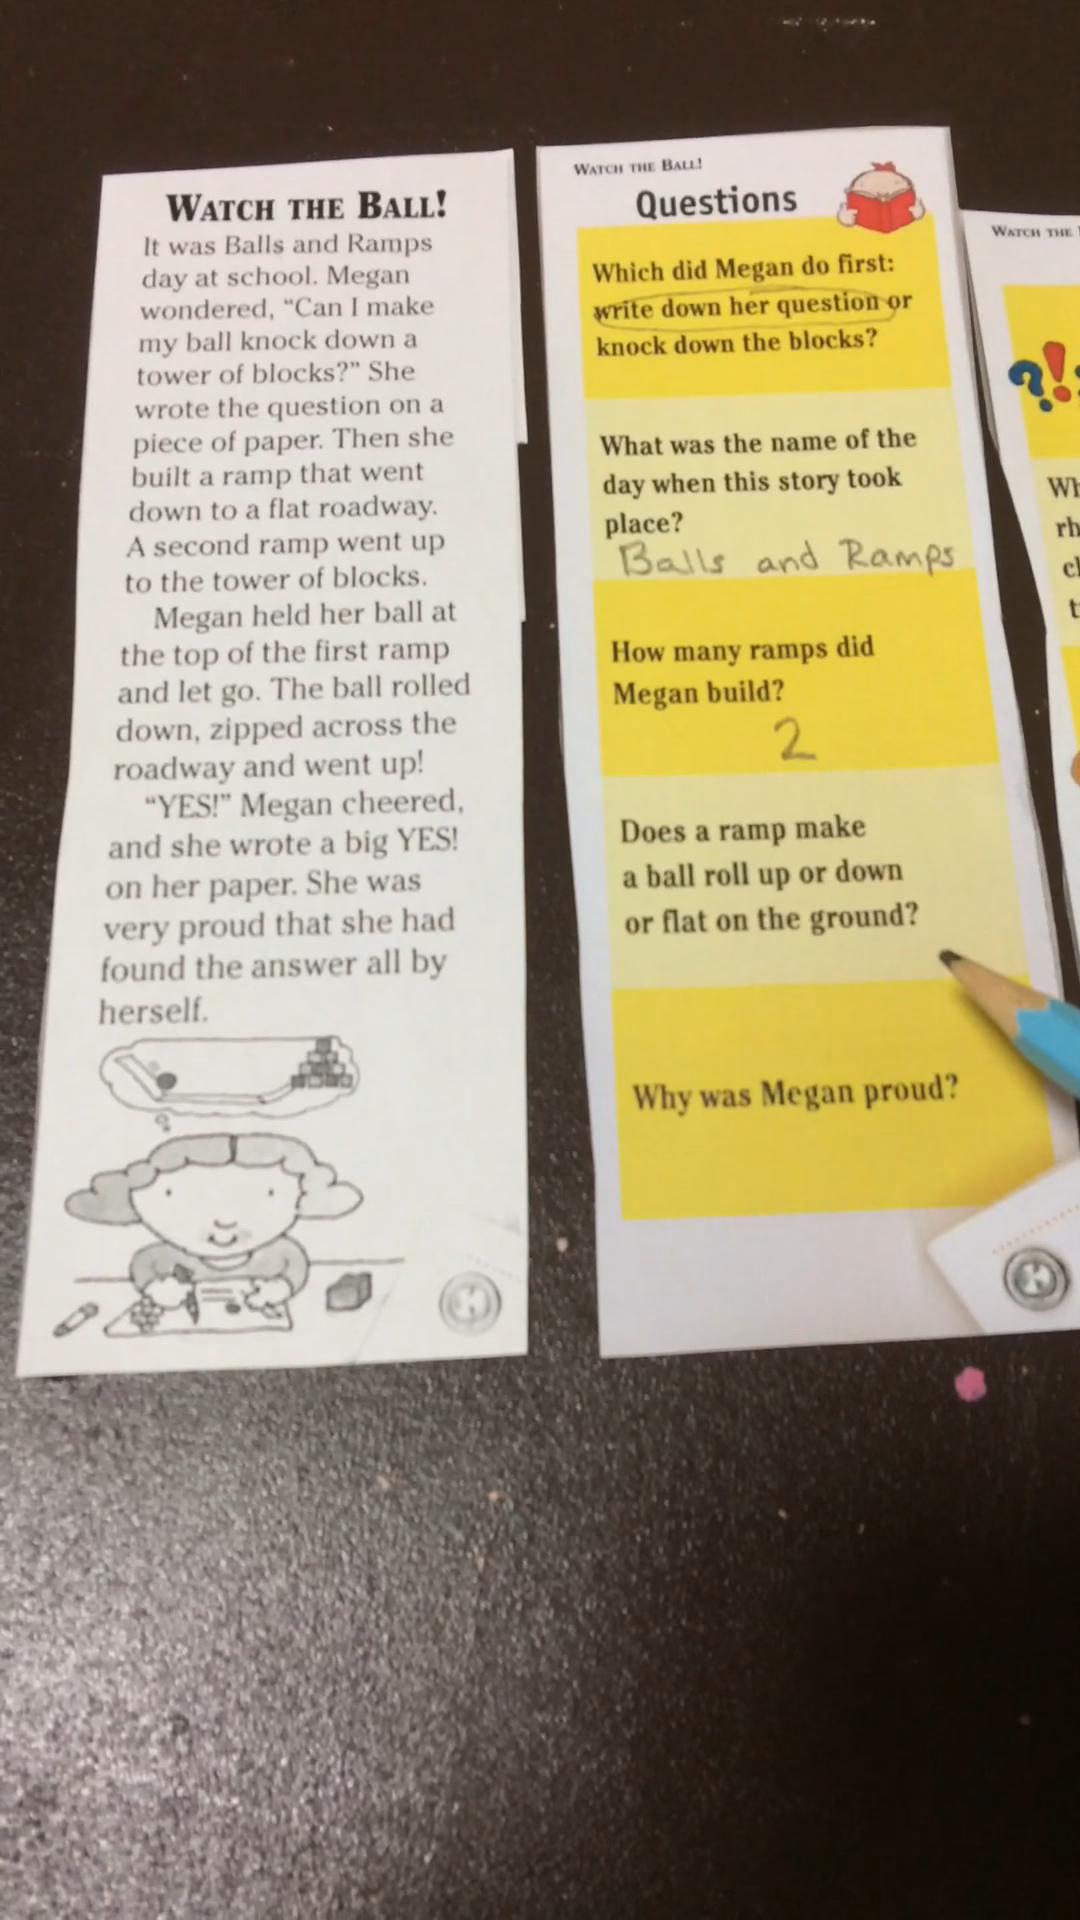 WATCH THE BALL!
It was Balls and Ramps
day at school. Megan
wondered, “Can I make
my ball knock down a
tower of blocks?” She
wrote the question on a
piece of paper. Then she
built a ramp that went
down to a flat roadway.
A second ramp went up
to the tower of blocks.
Megan held her ball at
the top of the first ramp
and let go. The ball rolled
down, zipped across the
roadway and went up!
“YES!” Megan cheered,
and she wrote a big YES!
on her paper. She was
very proud that she had
found the answer all by
herself.
WATCH THE BALL!
Questions
Which did Megan do first:
write down her question or
knock down the blocks?
What was the name of the
day when this story took
place?
Balls and Ramps
How many ramps did
Megan build?
2
Does a ramp make
a ball roll up or down
or flat on the ground?
Why was Megan proud?
WATCH THE
?!